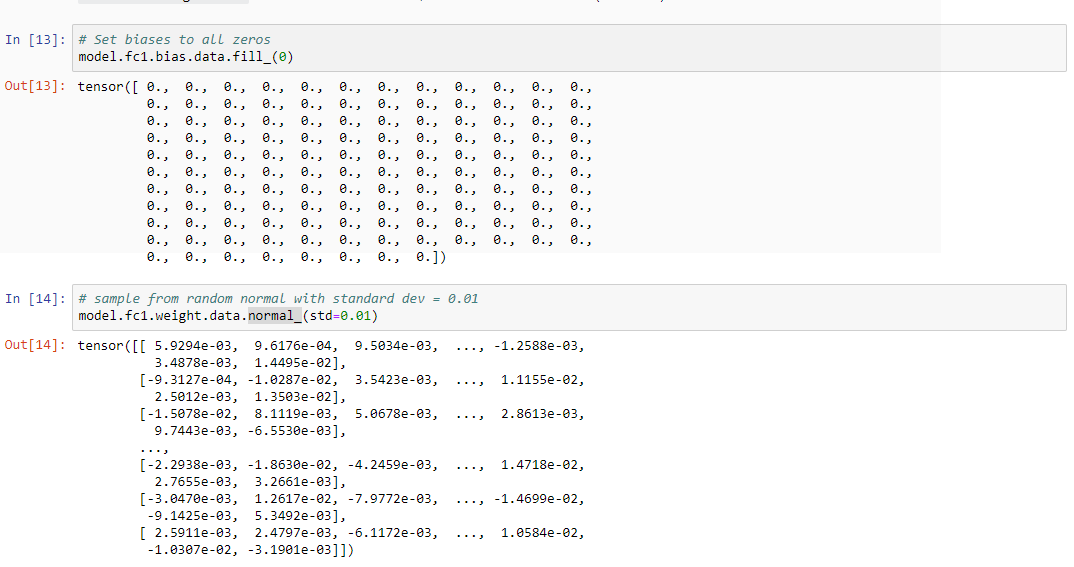 In [13]: # Set biases to all zeros
model.fc1.bias.data.fill_(0)
Out[13]: tensor([ 0., 0., 0., 0., 0., 0., 0., 0., 0., 0., 0., 0.,
0., 0., 0., 0., 0., 0., 0., 0., 0., 0., 0., 0.,
0., 0., 0., 0., 0., 0., 0., 0., 0., 0., 0., 0.,
0., 0., 0., 0., 0., 0., 0., 0., 0., 0., 0., 0.,
0., 0., 0., 0., 0., 0., 0., 0., 0., 0., 0., 0.,
0., 0., 0., 0., 0., 0., 0., 0., 0., 0., 0., 0.,
0., 0., 0., 0., 0., 0., 0., 0., 0., 0., 0., 0.,
0., 0., 0., 0., 0., 0., 0., 0., 0., 0., 0., 0.,
0., 0., 0., 0., 0., 0., 0., 0., 0., 0., 0., 0.,
0., 0., 0., 0., 0., 0., 0., 0., 0., 0., 0., 0.,
0., 0., 0., 0., 0., 0., 0., 0.])
In [14]: # sample from random normal with standard dev = 0.01
model.fc1.weight.data.normal_(std=0.01)
Out[14]: tensor([[ 5.9294e-03, 9.6176e-04, 9.5034e-03, ..., -1.2588e-03,
3.4878e-03, 1.4495e-02],
[-9.3127e-04, -1.0287e-02, 3.5423e-03, ..., 1.1155e-02,
2.5012e-03, 1.3503e-02],
[-1.5078e-02, 8.1119e-03, 5.0678e-03, ..., 2.8613e-03,
9.7443e-03, -6.5530e-03],
...,
[-2.2938e-03, -1.8630e-02, -4.2459e-03, ..., 1.4718e-02,
2.7655e-03, 3.2661e-03],
[-3.0470e-03, 1.2617e-02, -7.9772e-03, ..., -1.4699e-02,
-9.1425e-03, 5.3492e-03],
[ 2.5911e-03, 2.4797e-03, -6.1172e-03, ..., 1.0584e-02,
-1.0307e-02, -3.1901e-03]])